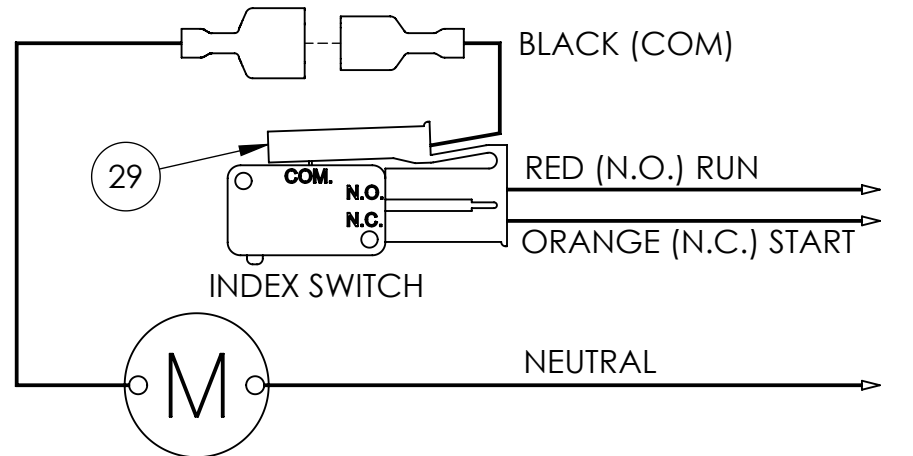 BLACK (COM)
29
COM.
RED (N.O.) RUN
N.O.
N.C.
ORANGE (N.C.) START
INDEX SWITCH
NEUTRAL
M